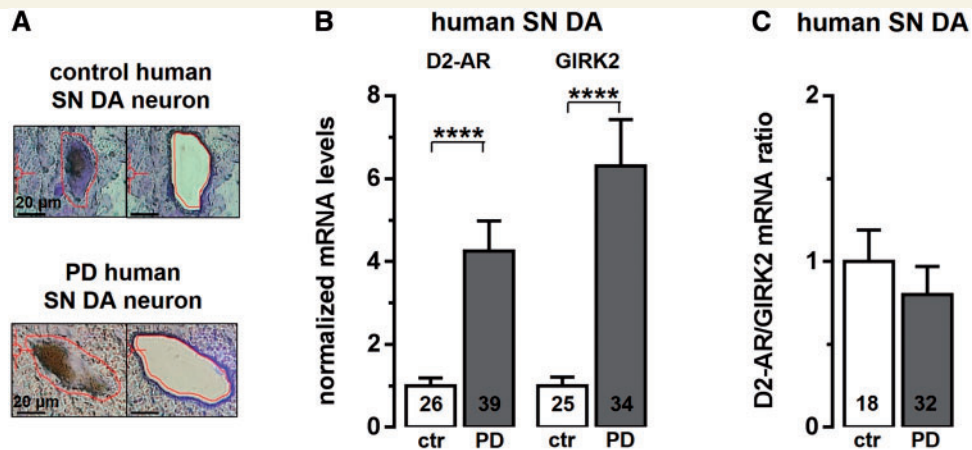 A
control human
SN DA neuron
20 µm
PD human
SN DA neuron
20 µm
B
human SN DA
D2-AR
GIRK2
normalized mRNA levels
8
6
4
2
0
****
****
26
39
25
34
ctr
PD
ctr
PD
C
human SN DA
D2-AR/GIRK2 mRNA ratio
2
1
0
18
32
ctr
PD